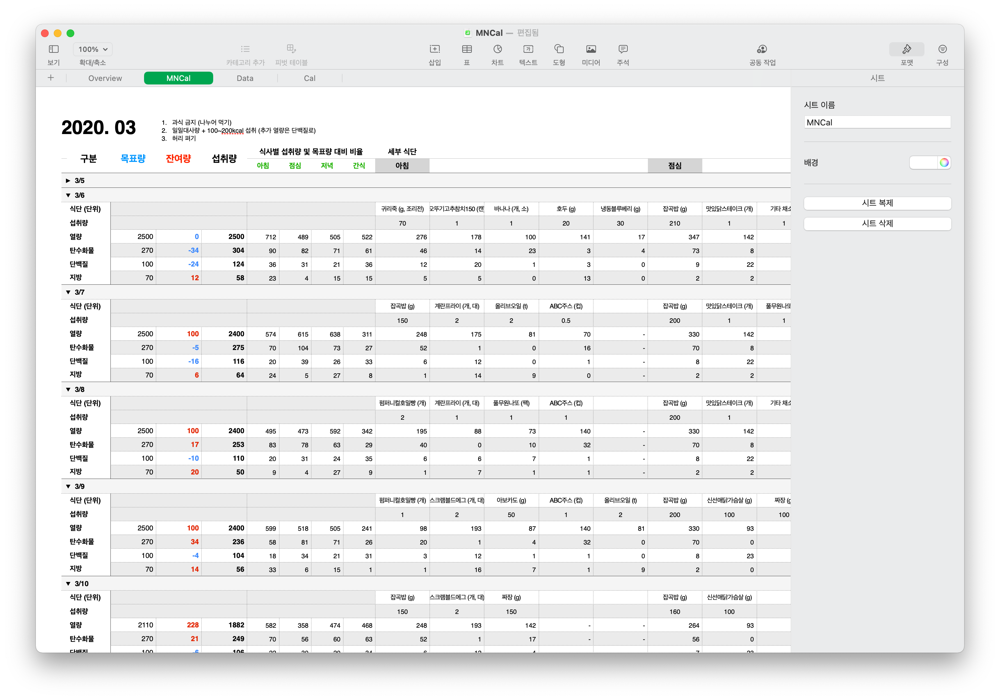 MNCal — 편집됨
보기 100% 확대/축소 카테고리 추가 피벗 테이블 삽입 표 차트 텍스트 도형 미디어 주석 공동 작업 포맷 구성
+ Overview MNCal Data Cal 시트
시트 이름
MNCal
배경
시트 복제
시트 삭제
2020. 03
1. 과식 금지 (나누어 먹기)
2. 일일대사량 + 100~200kcal 섭취 (추가 열량은 단백질로)
3. 허리 펴기
구분 목표량 잔여량 섭취량 식사별 섭취량 및 목표량 대비 비율 세부 식단
아침 점심 저녁 간식 아침 점심
3/5
3/6
식단 (단위) 귀리죽 (g, 조리전) 오뚜기고추참치150 (캔 바나나 (개, 소) 호두 (g) 냉동블루베리 (g) 잡곡밥 (g) 맛있닭스테이크 (개) 기타 채소
섭취량 70 1 1 20 30 210 1 1
열량 2500 0 2500 712 489 505 522 276 178 100 141 17 347 142
탄수화물 270 -34 304 90 82 71 61 46 14 23 3 4 73 8
단백질 100 -24 124 36 31 21 36 12 20 1 3 0 9 22
지방 70 12 58 23 4 15 15 5 5 0 13 0 2 2
3/7
식단 (단위) 잡곡밥 (g) 계란프라이 (개, 대) 올리브오일 (t) ABC주스 (컵) 잡곡밥 (g) 맛있닭스테이크 (개) 풀무원나또
섭취량 150 2 2 0.5 200 1 1
열량 2500 100 2400 574 615 638 311 248 175 81 70 - 330 142
탄수화물 270 -5 275 70 104 73 27 52 1 0 16 - 70 8
단백질 100 -16 116 20 39 26 33 6 12 0 1 - 8 22
지방 70 6 64 24 5 27 8 1 14 9 0 - 2 2
3/8
식단 (단위) 펌퍼니컬호밀빵 (개) 계란프라이 (개, 대) 풀무원나또 (팩) ABC주스 (컵) 잡곡밥 (g) 맛있닭스테이크 (개) 기타 채소
섭취량 2 1 1 1 200 1
열량 2500 100 2400 495 473 592 342 195 88 73 140 - 330 142
탄수화물 270 17 253 83 78 63 29 40 0 10 32 - 70 8
단백질 100 -10 110 20 31 24 35 6 6 7 1 - 8 22
지방 70 20 50 9 4 27 9 1 7 1 1 - 2 2
3/9
식단 (단위) 펌퍼니컬호밀빵 (개) 스크램블드에그 (개, 대) 아보카도 (g) ABC주스 (컵) 올리브오일 (t) 잡곡밥 (g) 신선애닭가슴살 (g) 짜장 (g
섭취량 1 2 50 1 2 200 100 100
열량 2500 100 2400 599 518 505 241 98 193 87 140 81 330 93
탄수화물 270 34 236 58 81 71 26 20 1 4 32 0 70 0
단백질 100 -4 104 18 34 21 31 3 12 1 1 0 8 23
지방 70 14 56 33 6 15 1 1 16 7 1 9 2 0
3/10
식단 (단위) 잡곡밥 (g) 스크램블드에그 (개, 대) 짜장 (g) 잡곡밥 (g) 신선애닭가슴살 (g)
섭취량 150 2 150 160 100
열량 2110 228 1882 582 358 474 468 248 193 142 - - 264 93
탄수화물 270 21 249 70 56 60 63 52 1 17 - - 56 0
단백질 100 -6 106